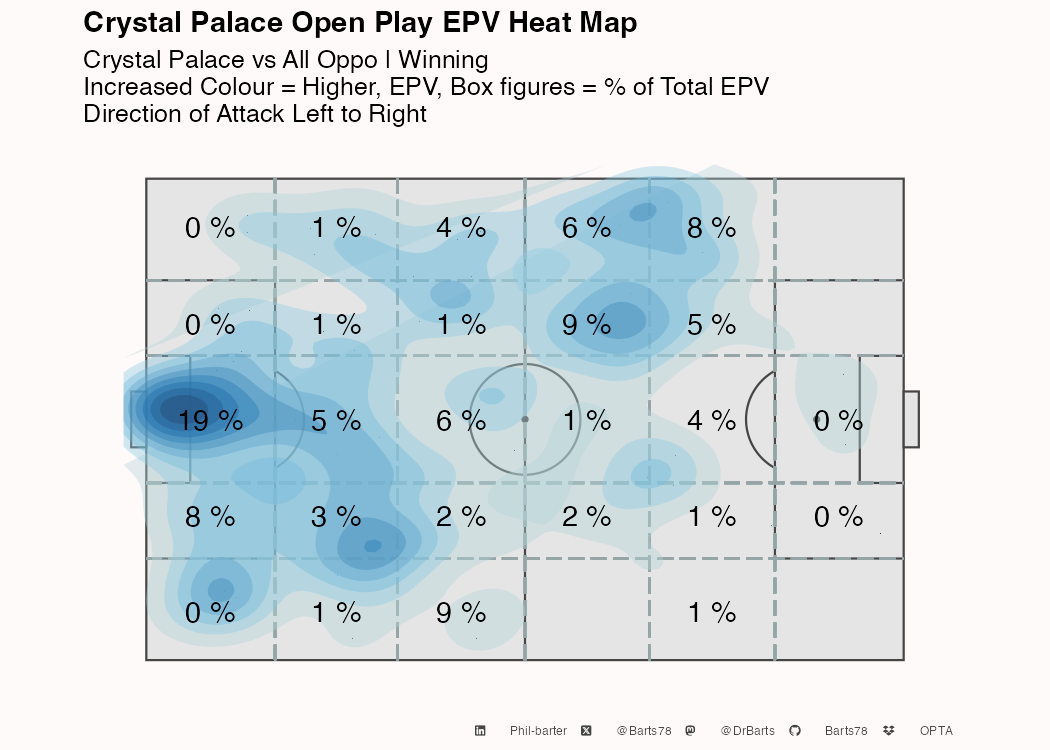 Crystal Palace Open Play EPV Heat Map
Crystal Palace vs All Oppo | Winning
Increased Colour = Higher, EPV, Box figures = % of Total EPV
Direction of Attack Left to Right
0 % 1 % 4 % 6 % 8 %
0 % 1 % 1 % 9 % 5 %
19 % 5 % 6 % 1 % 4 % 0 %
8 % 3 % 2 % 2 % 1 % 0 %
0 % 1 % 9 % 1 %
Phil-barter @Barts78 @DrBarts Barts78 OPTA